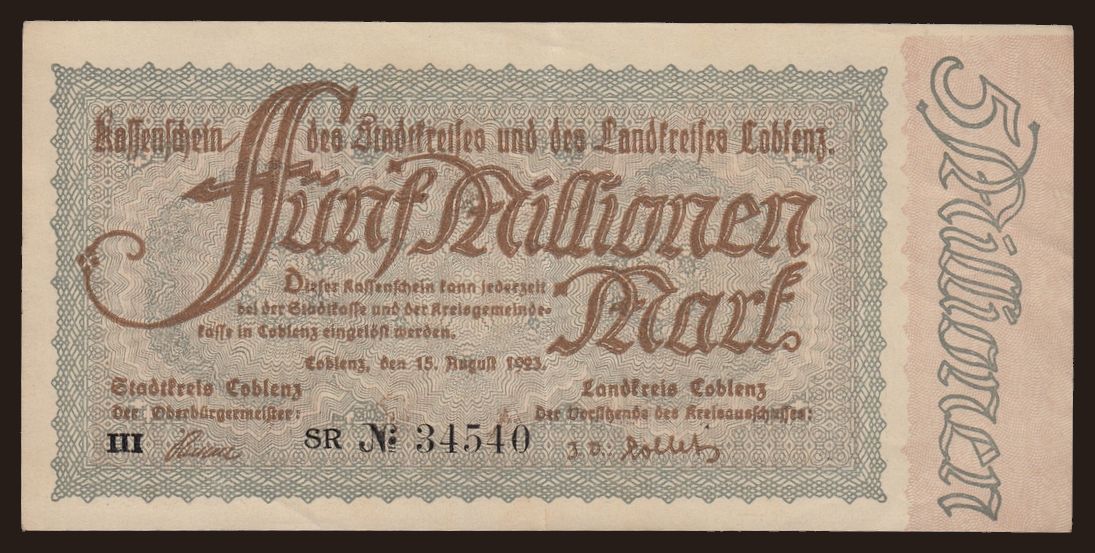 Kassenschein des Stadtkreises und des Landkreises Coblenz.
Fünf Millionen
Mark.
Dieser Kassenschein kann jederzeit
bei der Stadtkasse und der Kreisgemeinde-
kasse in Coblenz eingelöst werden.
Coblenz, den 15. August 1923.
Stadtkreis Coblenz
Der Oberbürgermeister:
Landkreis Coblenz
Der Vorsitzende des Kreisausschusses:
III
SR № 34540
J.V.:
5 Millionen